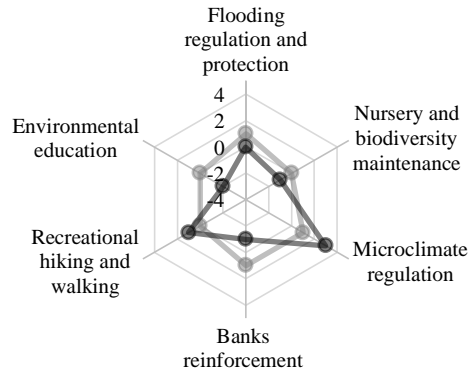 Flooding
regulation and
protection
4
2
0
-2
-4
Nursery and
biodiversity
maintenance
Environmental
education
Microclimate
regulation
Recreational
hiking and
walking
Banks
reinforcement